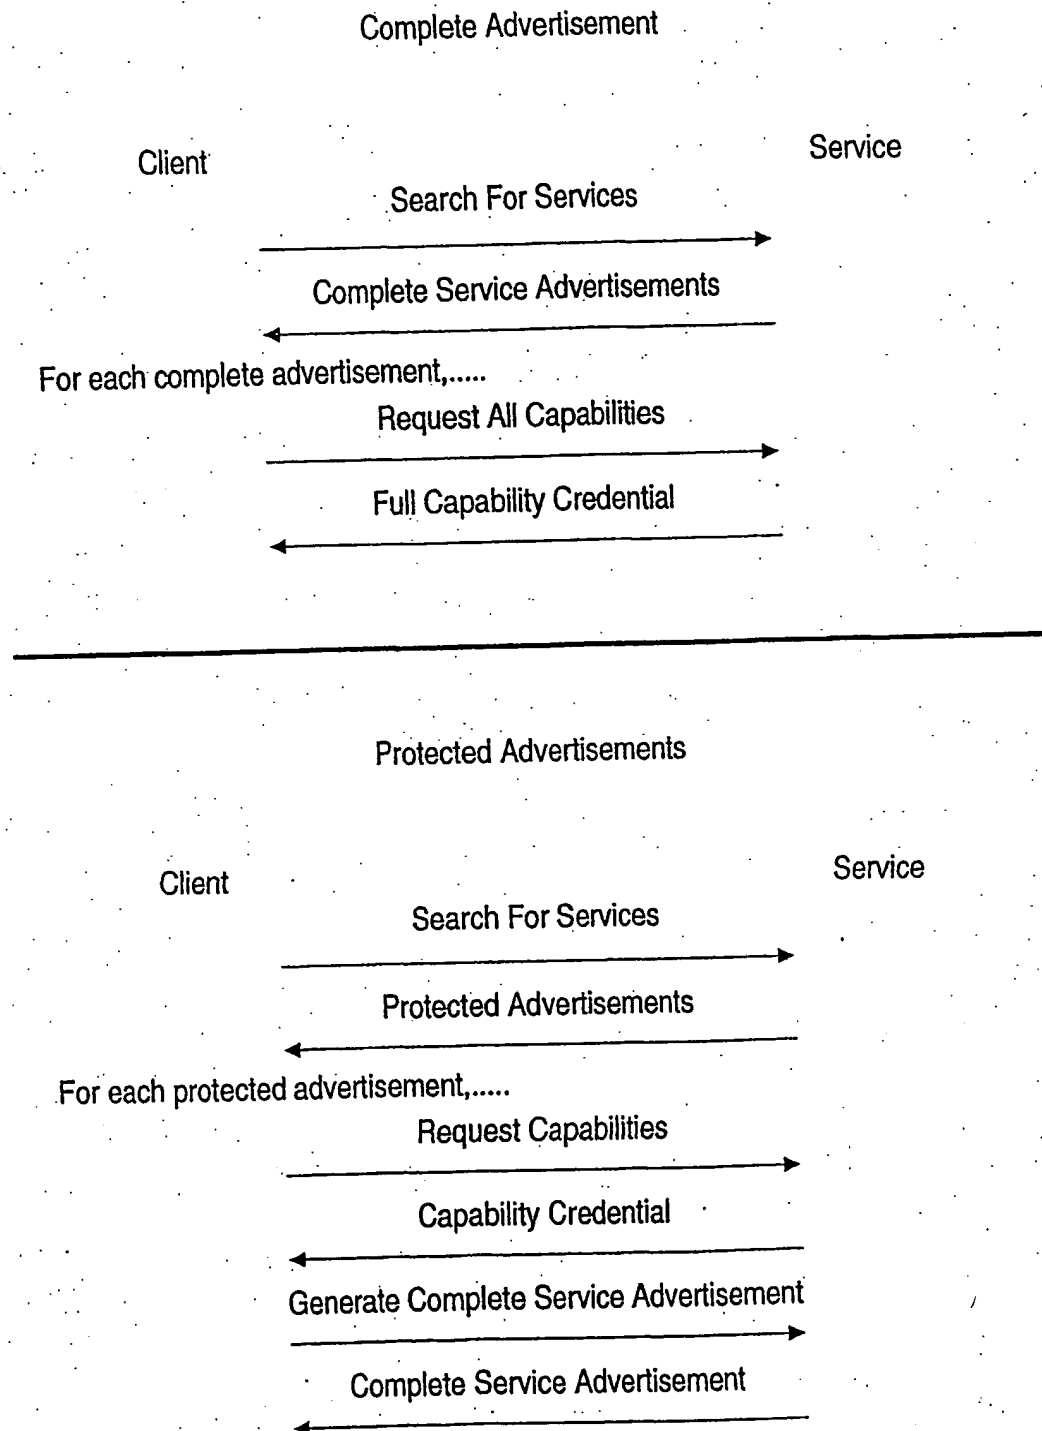 Complete Advertisement
Client
Service
Search For Services
Complete Service Advertisements
For each complete advertisement,.....
Request All Capabilities
Full Capability Credential
Protected Advertisements
Client
Service
Search For Services
Protected Advertisements
For each protected advertisement,.....
Request Capabilities
Capability Credential
Generate Complete Service Advertisement
Complete Service Advertisement